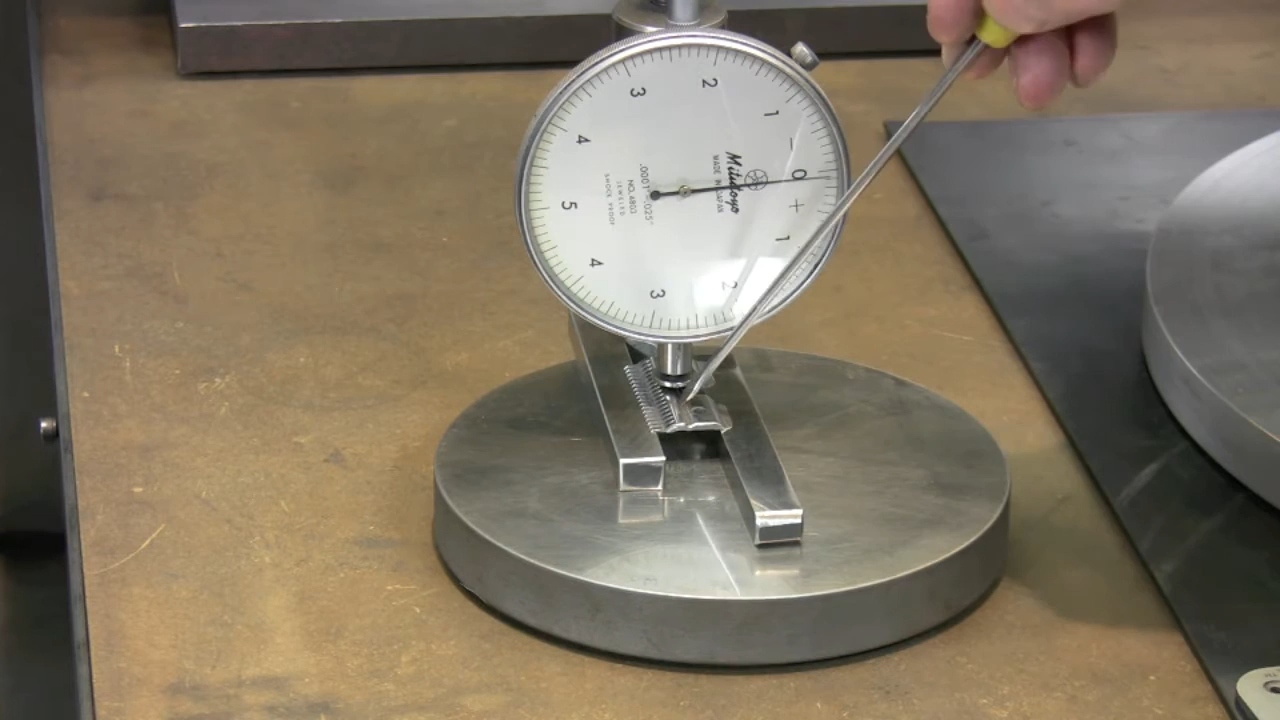 0
1
2
3
4
5
4
3
2
1
+
-
Mitutoyo
MADE IN JAPAN
.0001"-.025"
NO.4803
JEWELED
SHOCK PROOF